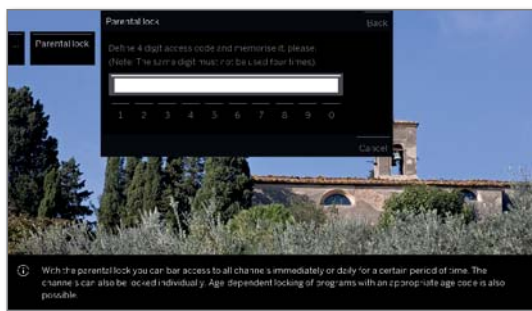 Parental lock
Back
... Parental lock
Define 4 digit access code and memorise it, please.
(Note: The same digit must not be used four times)
1 2 3 4 5 6 7 8 9 0
Cancel
With the parental lock you can bar access to all channels immediately or daily for a certain period of time. The
channels can also be locked individually. Age dependent locking of programs with an appropriate age code is also
possible.